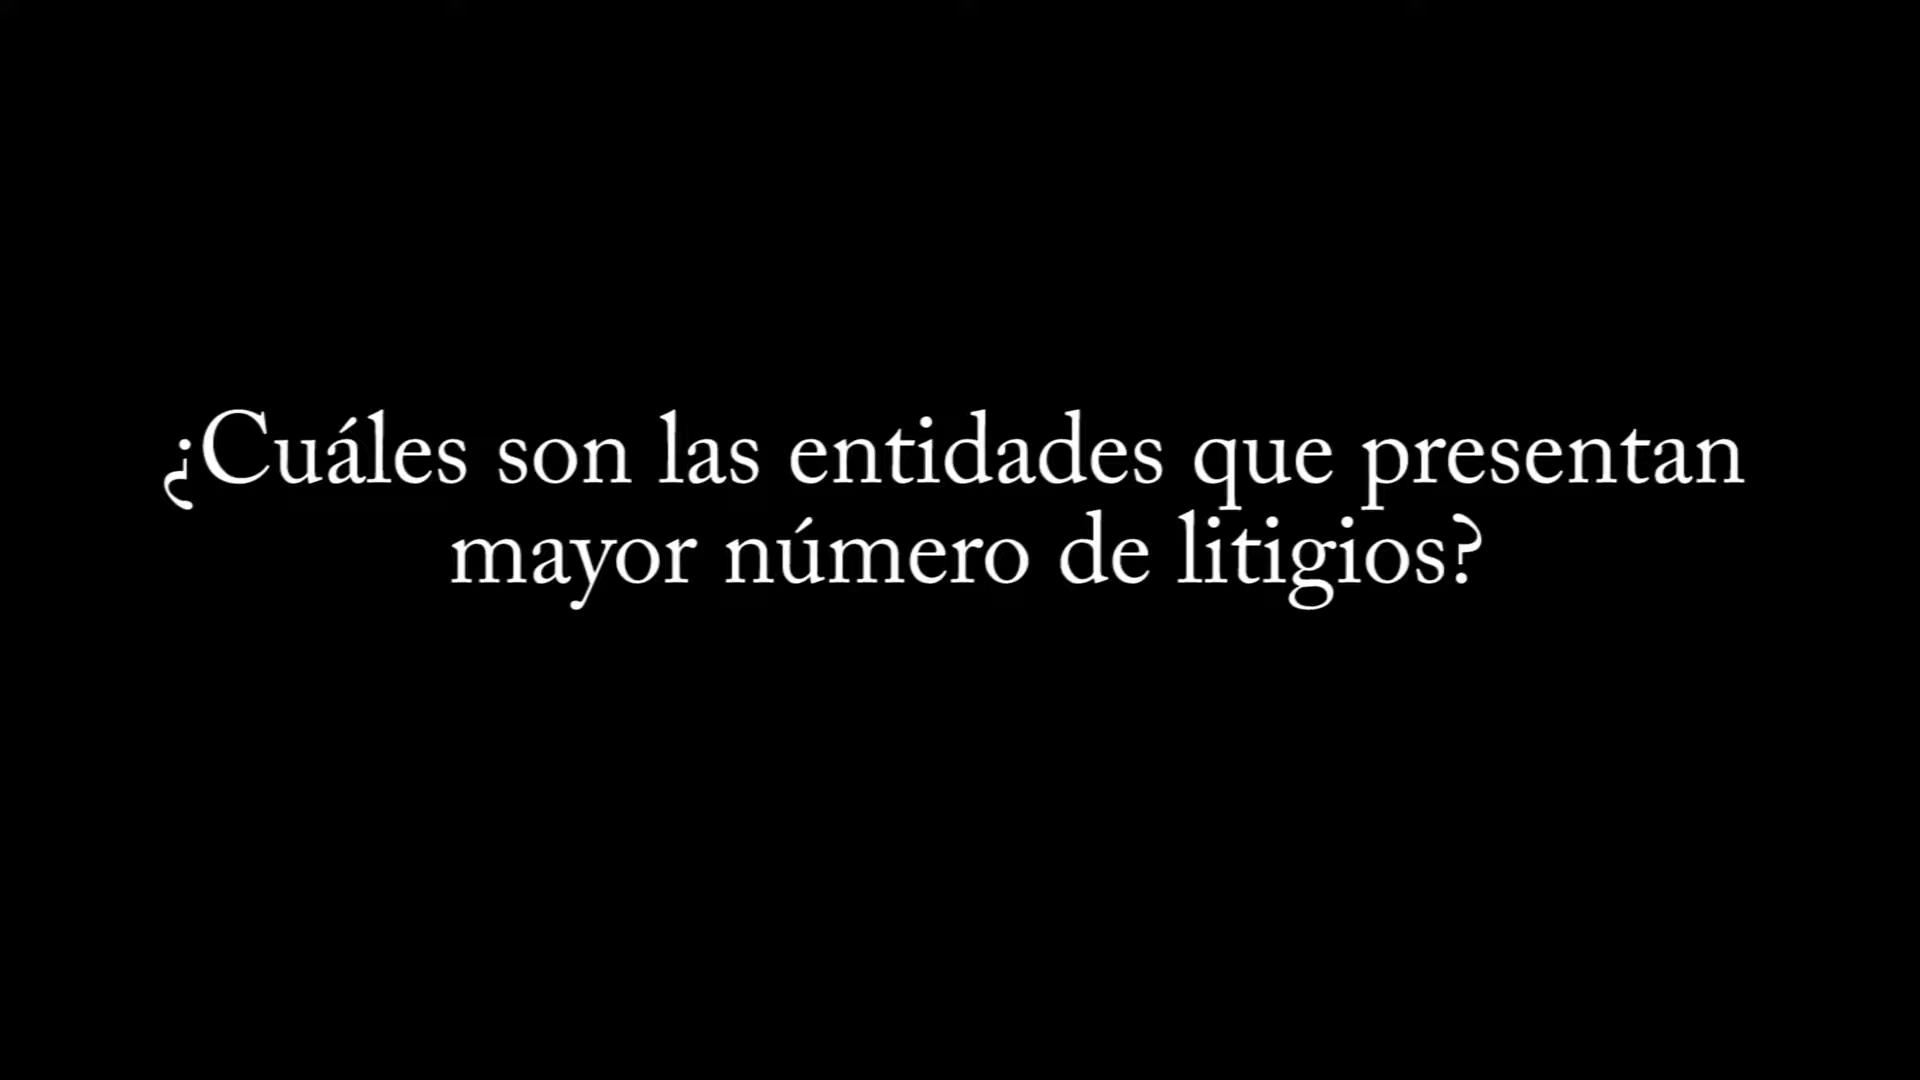 ¿Cuáles son las entidades que presentan
mayor número de litigios?